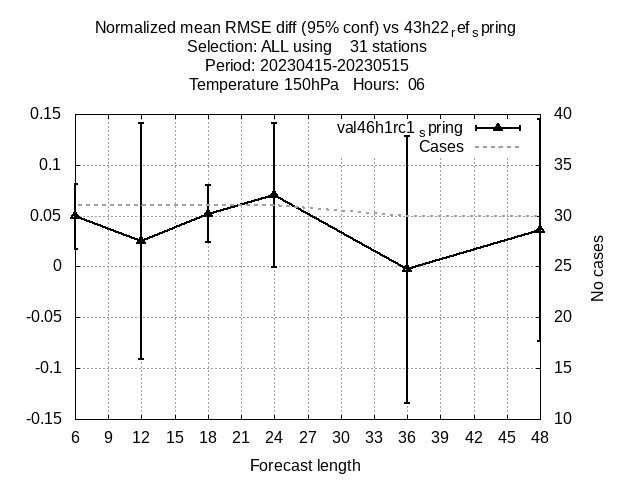 Normalized mean RMSE diff (95% conf) vs 43h22refspring
Selection: ALL using 31 stations
Period: 20230415-20230515
Temperature 150hPa Hours: 06
0.15 40
val46h1rc1spring
Cases
0.1 35
0.05 30
0 25
-0.05 20
-0.1 15
-0.15 10
No cases
6 9 12 15 18 21 24 27 30 33 36 39 42 45 48
Forecast length